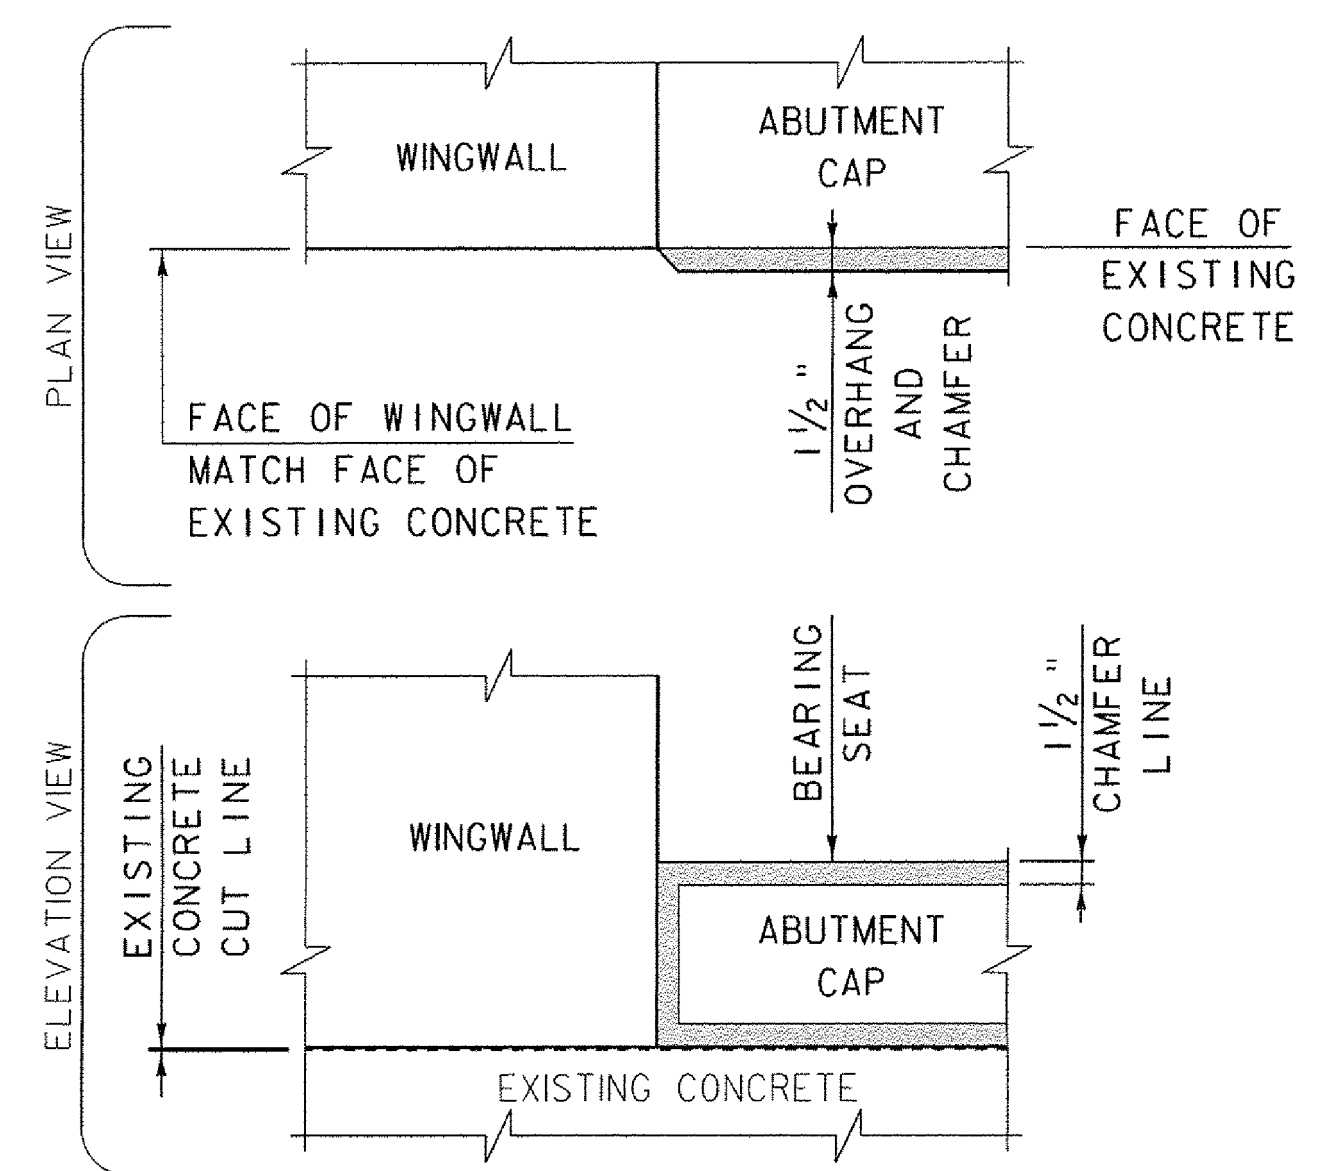 PLAN VIEW
WINGWALL
ABUTMENT
CAP
FACE OF
EXISTING
CONCRETE
1 1/2"
OVERHANG
AND
CHAMFER
FACE OF WINGWALL
MATCH FACE OF
EXISTING CONCRETE
ELEVATION VIEW
EXISTING
CONCRETE
CUT LINE
WINGWALL
BEARING
SEAT
1 1/2"
CHAMFER
LINE
ABUTMENT
CAP
EXISTING CONCRETE